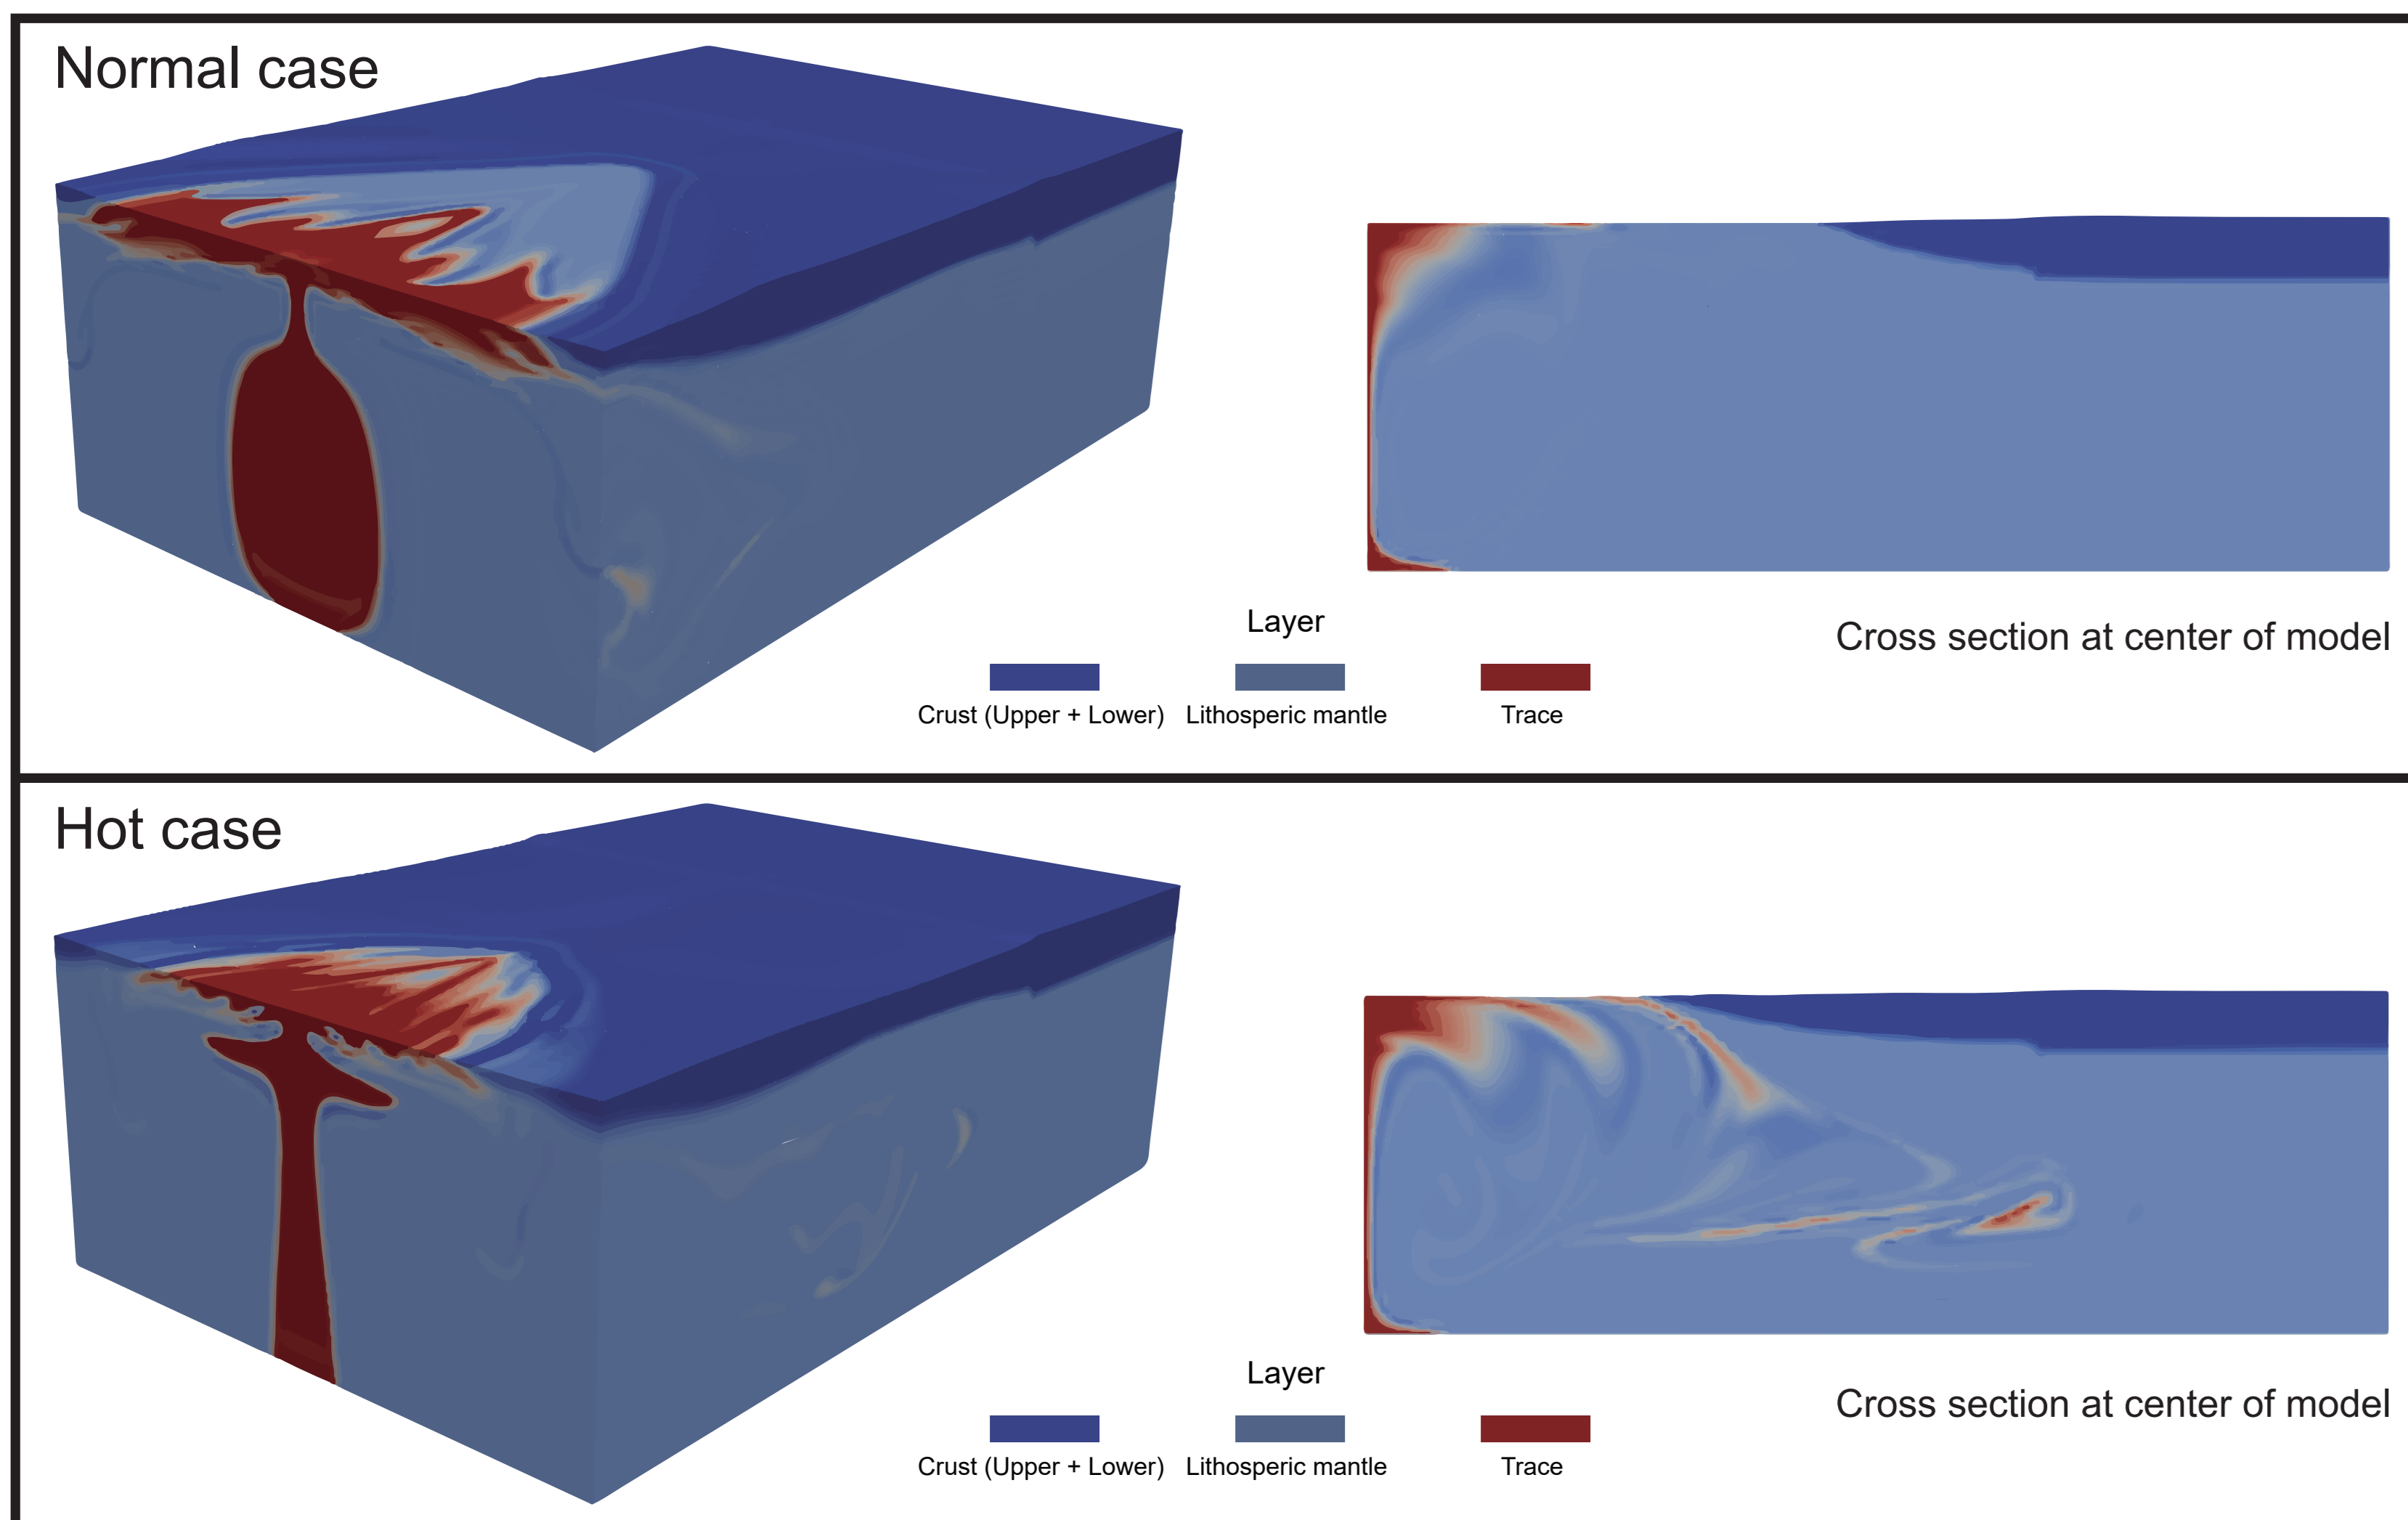 Normal case
Layer
Crust (Upper + Lower) Lithosperic mantle Trace
Cross section at center of model
Hot case
Layer
Crust (Upper + Lower) Lithosperic mantle Trace
Cross section at center of model